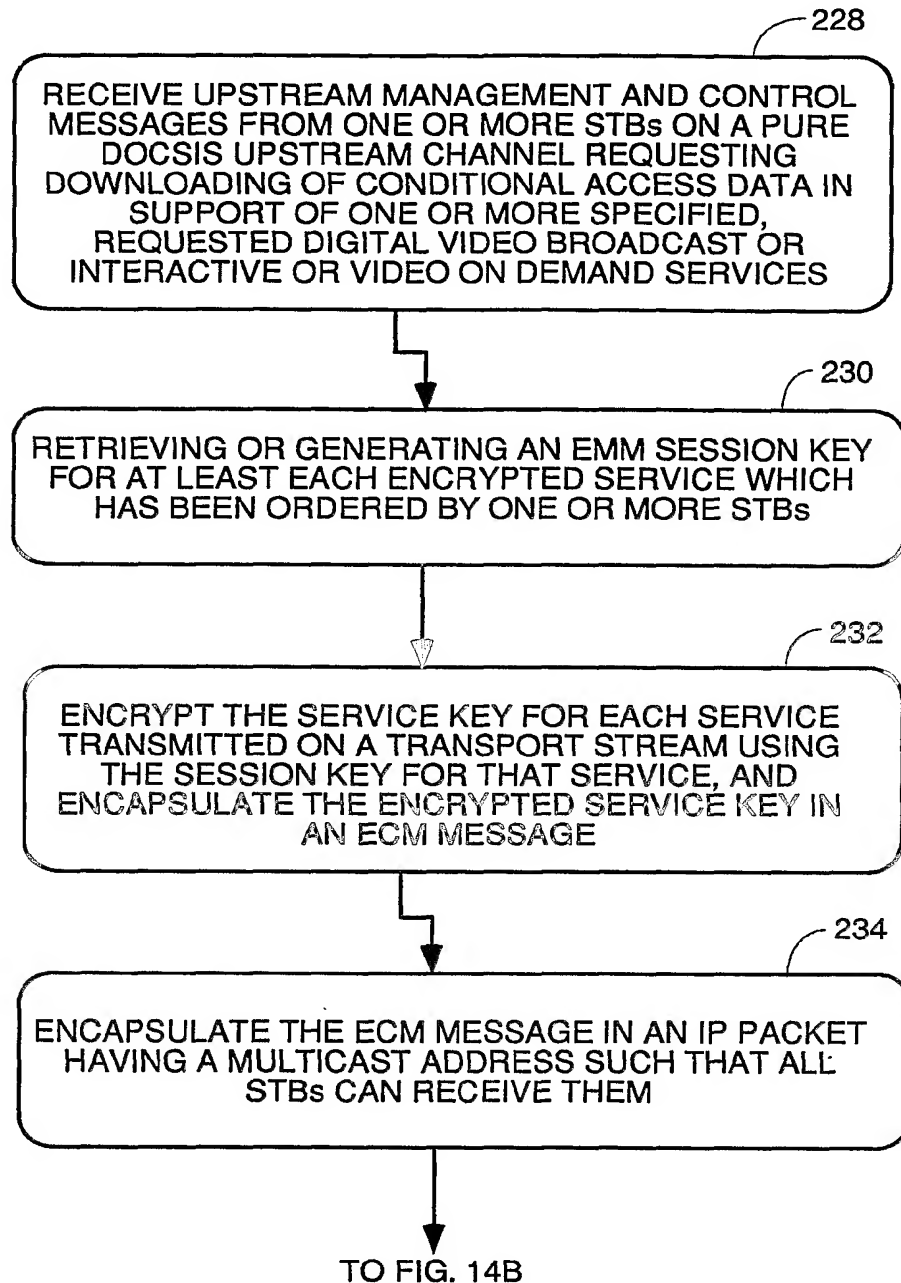 228
RECEIVE UPSTREAM MANAGEMENT AND CONTROL
MESSAGES FROM ONE OR MORE STBs ON A PURE
DOCSIS UPSTREAM CHANNEL REQUESTING
DOWNLOADING OF CONDITIONAL ACCESS DATA IN
SUPPORT OF ONE OR MORE SPECIFIED,
REQUESTED DIGITAL VIDEO BROADCAST OR
INTERACTIVE OR VIDEO ON DEMAND SERVICES
230
RETRIEVING OR GENERATING AN EMM SESSION KEY
FOR AT LEAST EACH ENCRYPTED SERVICE WHICH
HAS BEEN ORDERED BY ONE OR MORE STBs
232
ENCRYPT THE SERVICE KEY FOR EACH SERVICE
TRANSMITTED ON A TRANSPORT STREAM USING
THE SESSION KEY FOR THAT SERVICE, AND
ENCAPSULATE THE ENCRYPTED SERVICE KEY IN
AN ECM MESSAGE
234
ENCAPSULATE THE ECM MESSAGE IN AN IP PACKET
HAVING A MULTICAST ADDRESS SUCH THAT ALL
STBs CAN RECEIVE THEM
TO FIG. 14B